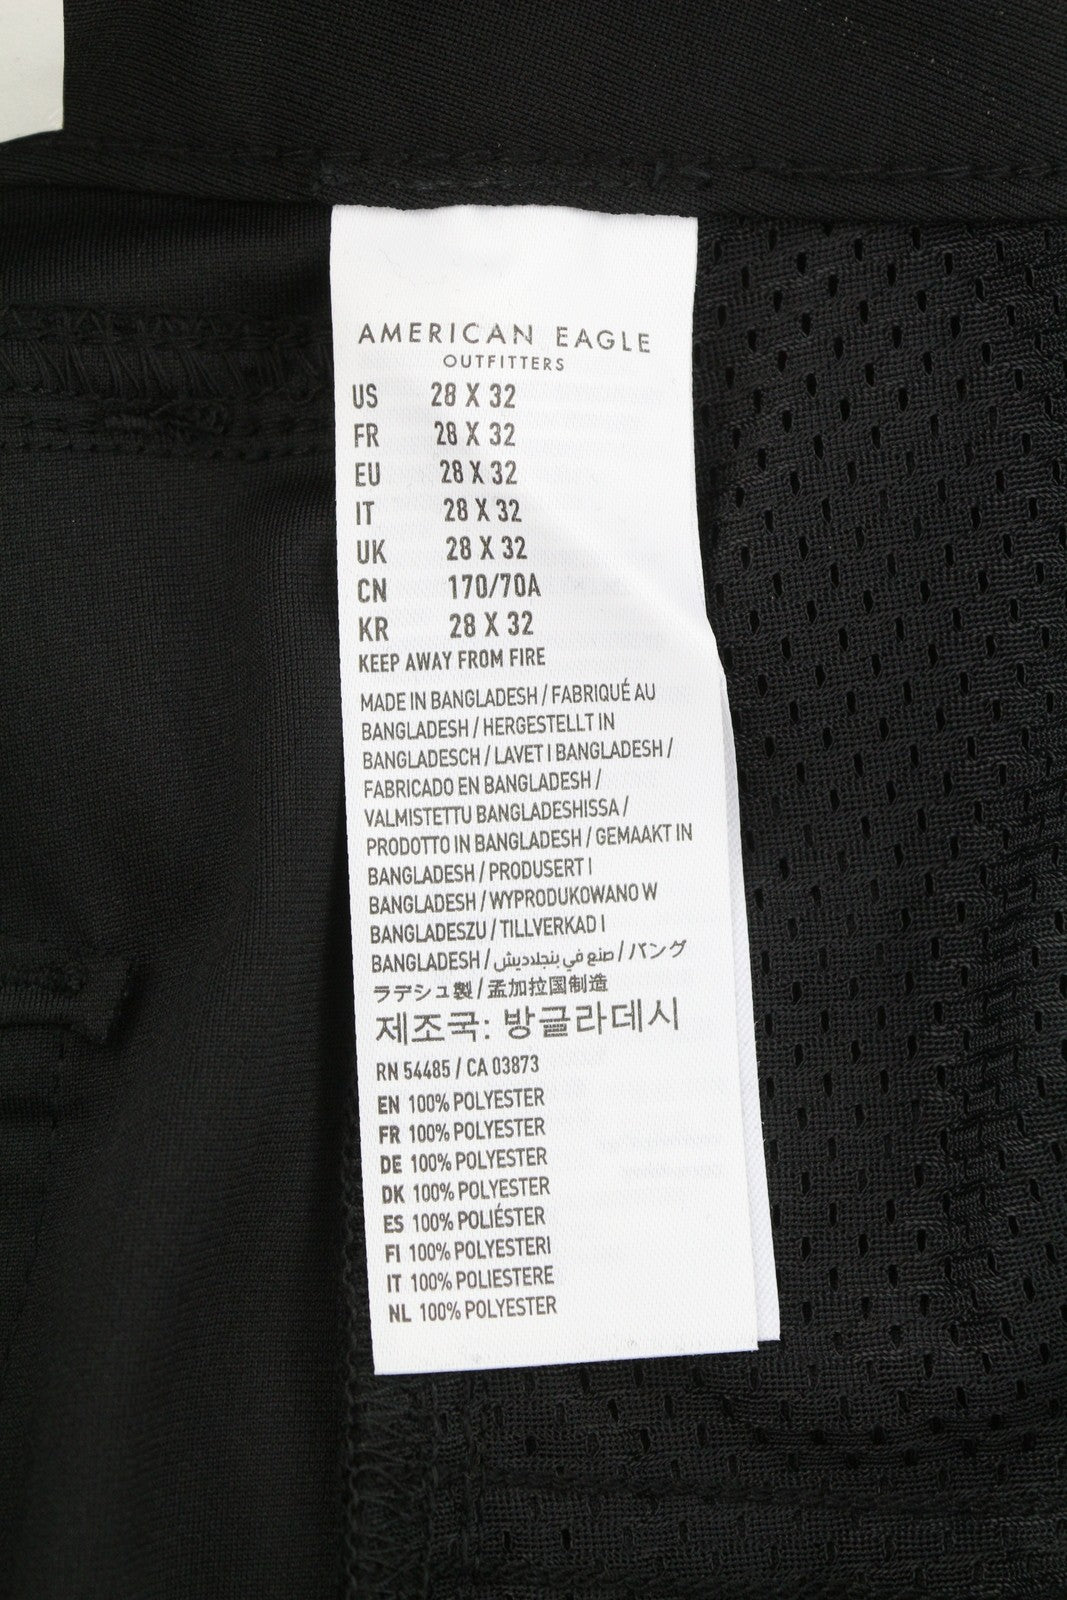 AMERICAN EAGLE
OUTFITTERS
US 28 X 32
FR 28 X 32
EU 28 X 32
IT 28 X 32
UK 28 X 32
CN 170/70A
KR 28 X 32
KEEP AWAY FROM FIRE
MADE IN BANGLADESH / FABRIQUÉ AU
BANGLADESH / HERGESTELLT IN
BANGLADESCH / LAVET I BANGLADESH /
FABRICADO EN BANGLADESH /
VALMISTETTU BANGLADESHISSA /
PRODOTTO IN BANGLADESH / GEMAAKT IN
BANGLADESH / PRODUSERT I
BANGLADESH / WYPRODUKOWANO W
BANGLADESZU / TILLVERKAD I
BANGLADESH / صنع في بنجلاديش / バング
ラデシュ製 / 孟加拉国制造
제조국: 방글라데시
RN 54485 / CA 03873
EN 100% POLYESTER
FR 100% POLYESTER
DE 100% POLYESTER
DK 100% POLYESTER
ES 100% POLIÉSTER
FI 100% POLYESTERI
IT 100% POLIESTERE
NL 100% POLYESTER